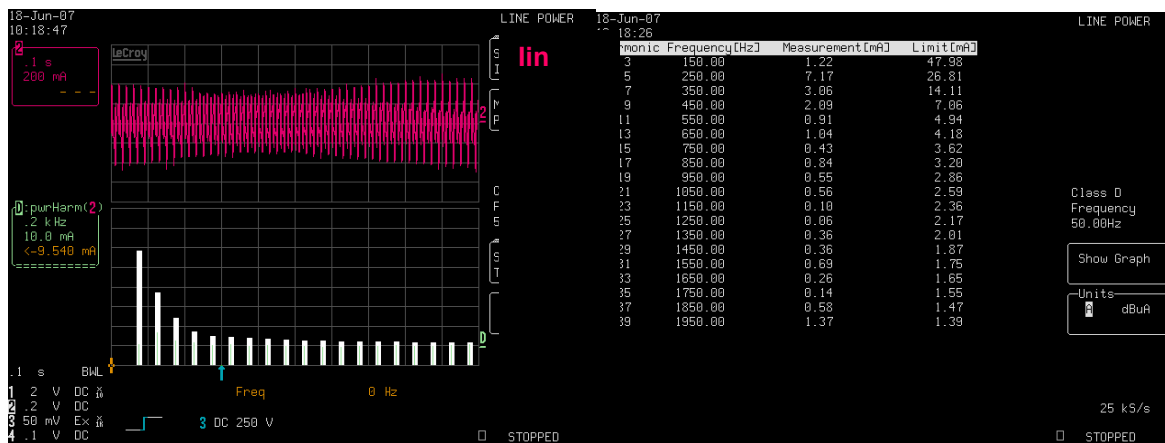 18-Jun-07
10:18:47
LINE POWER
2
.1 s
200 mA
- - -
LeCroy
lin
2
D:pwrHarm(2)
.2 kHz
10.0 mA
<-9.540 mA
D
.1 s BWL
Freq 0 Hz
1 2 V DC
2 .2 V DC
3 50 mV Ex
4 .1 V DC
3 DC 250 V
STOPPED
18-Jun-07
18:26
LINE POWER
rmonic Frequency[Hz] Measurement[mA] Limit[mA]
3 150.00 1.22 47.98
5 250.00 7.17 26.81
7 350.00 3.06 14.11
9 450.00 2.09 7.06
11 550.00 0.91 4.94
13 650.00 1.04 4.18
15 750.00 0.43 3.62
17 850.00 0.84 3.20
19 950.00 0.55 2.86
21 1050.00 0.56 2.59
23 1150.00 0.10 2.36
25 1250.00 0.06 2.17
27 1350.00 0.36 2.01
29 1450.00 0.36 1.87
31 1550.00 0.69 1.75
33 1650.00 0.26 1.65
35 1750.00 0.14 1.55
37 1850.00 0.58 1.47
39 1950.00 1.37 1.39
Class D
Frequency
50.00Hz
Show Graph
Units
A dBuA
25 kS/s
STOPPED